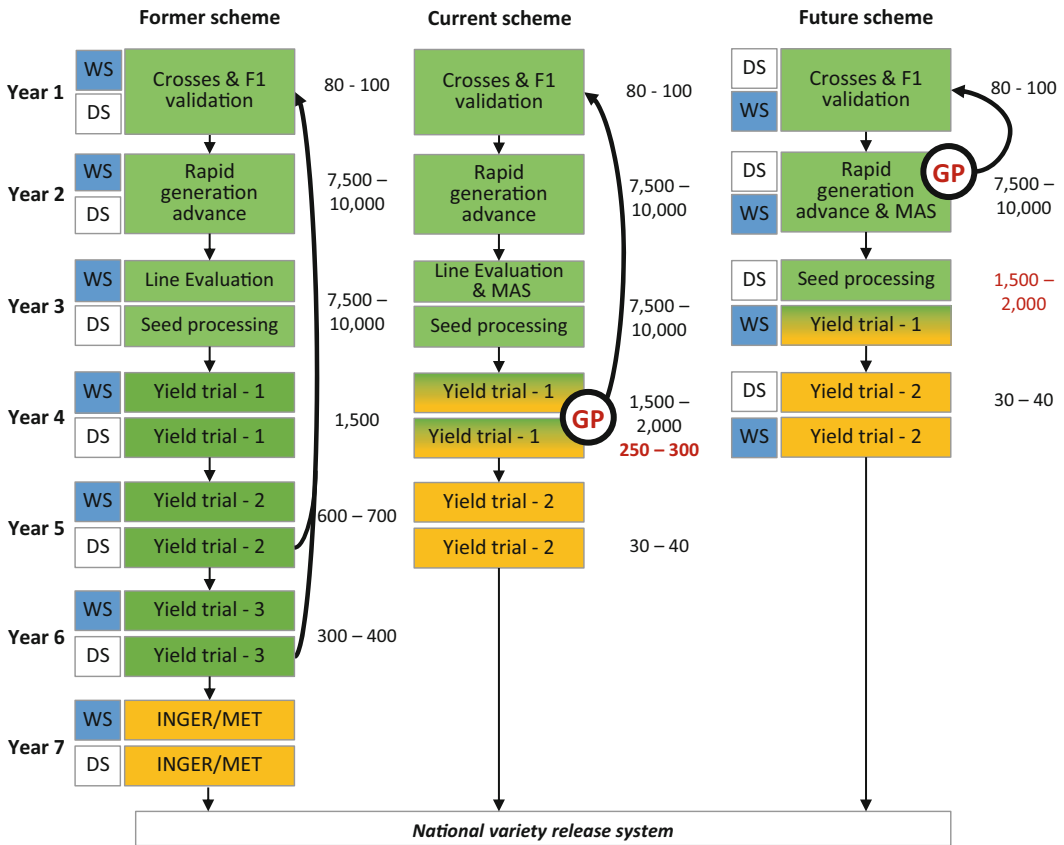 Former scheme
Current scheme
Future scheme
Year 1
WS
DS
Crosses & F1
validation
80 - 100
Crosses & F1
validation
80 - 100
DS
WS
Crosses & F1
validation
80 - 100
Year 2
WS
DS
Rapid
generation
advance
7,500 –
10,000
Rapid
generation
advance
7,500 –
10,000
DS
WS
Rapid
generation
advance & MAS
GP
7,500 –
10,000
Year 3
WS
DS
Line Evaluation
Seed processing
7,500 –
10,000
Line Evaluation
& MAS
Seed processing
7,500 –
10,000
DS
WS
Seed processing
Yield trial - 1
1,500 –
2,000
Year 4
WS
DS
Yield trial - 1
Yield trial - 1
1,500
Yield trial - 1
Yield trial - 1
GP
1,500 –
2,000
250 – 300
DS
WS
Yield trial - 2
Yield trial - 2
30 – 40
Year 5
WS
DS
Yield trial - 2
Yield trial - 2
600 – 700
Yield trial - 2
Yield trial - 2
30 – 40
Year 6
WS
DS
Yield trial - 3
Yield trial - 3
300 – 400
Year 7
WS
DS
INGER/MET
INGER/MET
National variety release system